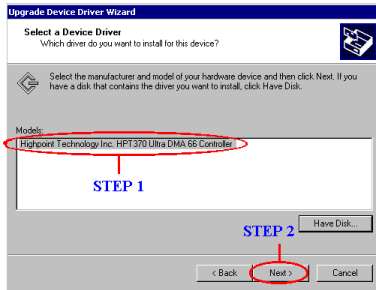 Upgrade Device Driver Wizard
Select a Device Driver
Which driver do you want to install for this device?
Select the manufacturer and model of your hardware device and then click Next. If you
have a disk that contains the driver you want to install, click Have Disk.
Models:
Highpoint Technology Inc. HPT370 Ultra DMA 66 Controller
STEP 1
STEP 2
Have Disk...
< Back
Next >
Cancel